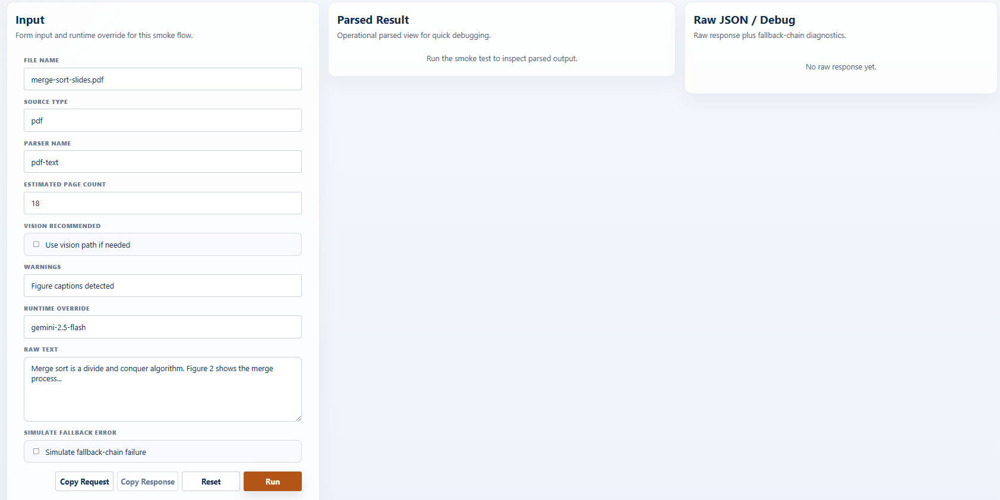 Input
Form input and runtime override for this smoke flow.
FILE NAME
merge-sort-slides.pdf
SOURCE TYPE
pdf
PARSER NAME
pdf-text
ESTIMATED PAGE COUNT
18
VISION RECOMMENDED
Use vision path if needed
WARNINGS
Figure captions detected
RUNTIME OVERRIDE
gemini-2.5-flash
RAW TEXT
Merge sort is a divide and conquer algorithm. Figure 2 shows the merge
process...
SIMULATE FALLBACK ERROR
Simulate fallback-chain failure
Copy Request Copy Response Reset Run
Parsed Result
Operational parsed view for quick debugging.
Run the smoke test to inspect parsed output.
Raw JSON / Debug
Raw response plus fallback-chain diagnostics.
No raw response yet.